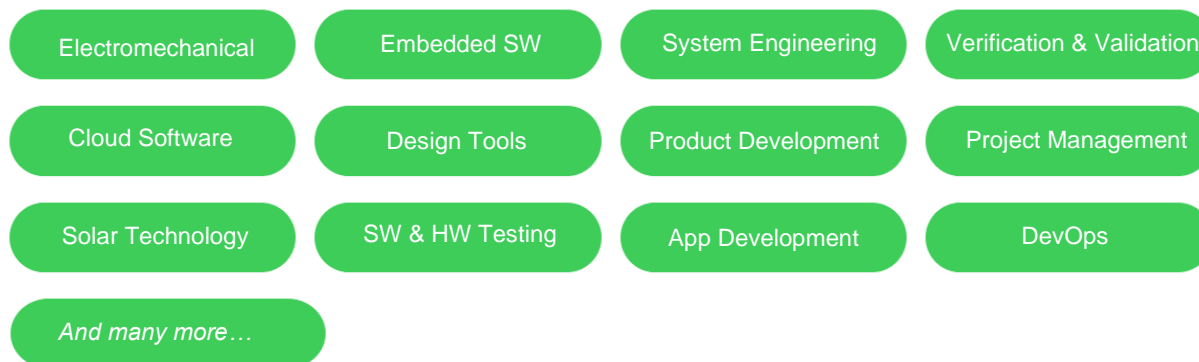 Electromechanical
Embedded SW
System Engineering
Verification & Validation
Cloud Software
Design Tools
Product Development
Project Management
Solar Technology
SW & HW Testing
App Development
DevOps
And many more…